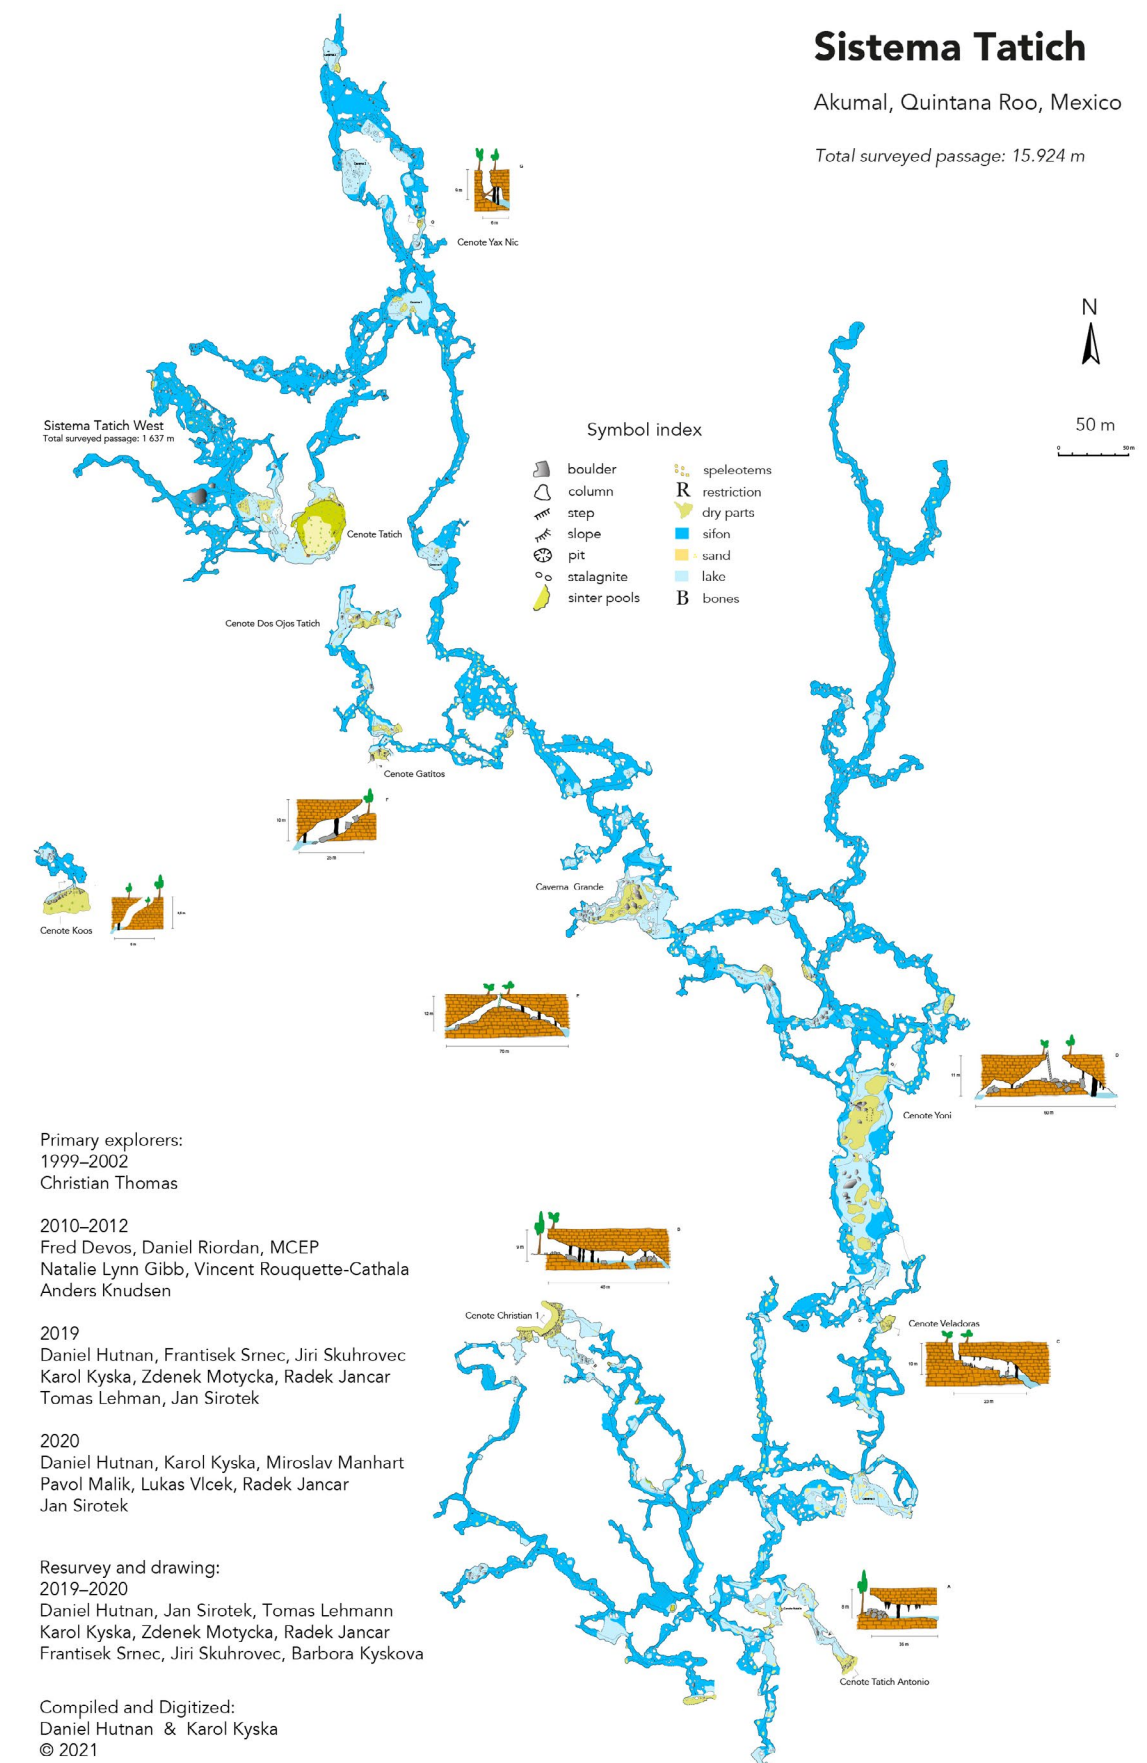 Sistema Tatich
Akumal, Quintana Roo, Mexico
Total surveyed passage: 15.924 m
Cenote Yax Nic
N
50 m
0 50 m
Sistema Tatich West
Total surveyed passage: 1 637 m
Symbol index
boulder
column
step
slope
pit
stalagnite
sinter pools
speleotems
R restriction
dry parts
sifon
sand
lake
B bones
Cenote Tatich
Cenote Dos Ojos Tatich
Cenote Gatitos
25 m
Caverna Grande
Cenote Koos
70 m
Cenote Yoni
Primary explorers:
1999–2002
Christian Thomas
2010–2012
Fred Devos, Daniel Riordan, MCEP
Natalie Lynn Gibb, Vincent Rouquette-Cathala
Anders Knudsen
2019
Daniel Hutnan, Frantisek Srnec, Jiri Skuhrovec
Karol Kyska, Zdenek Motycka, Radek Jancar
Tomas Lehman, Jan Sirotek
2020
Daniel Hutnan, Karol Kyska, Miroslav Manhart
Pavol Malik, Lukas Vlcek, Radek Jancar
Jan Sirotek
Cenote Christian 1
Cenote Veladoras
Resurvey and drawing:
2019–2020
Daniel Hutnan, Jan Sirotek, Tomas Lehmann
Karol Kyska, Zdenek Motycka, Radek Jancar
Frantisek Srnec, Jiri Skuhrovec, Barbora Kyskova
Cenote Tatich Antonio
Compiled and Digitized:
Daniel Hutnan & Karol Kyska
© 2021